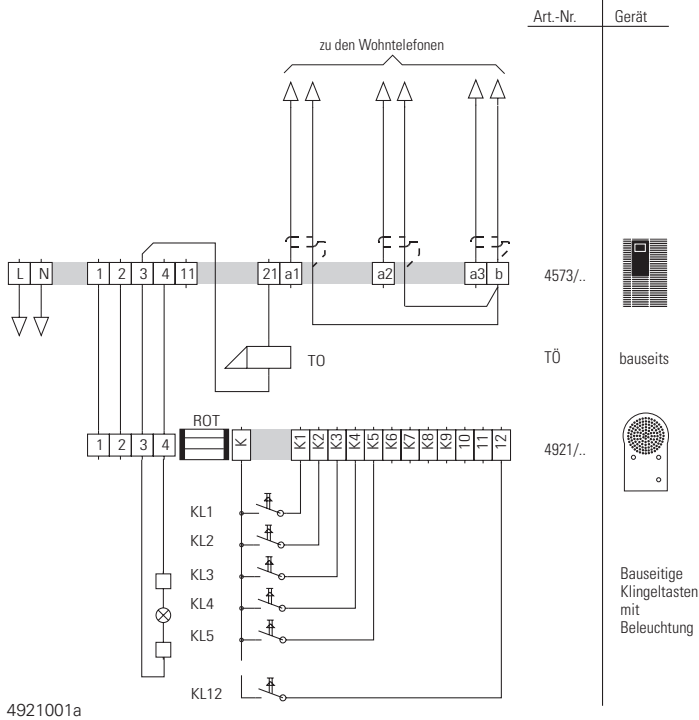 Art.-Nr. Gerät
zu den Wohntelefonen
L N 1 2 3 4 11 21 a1 a2 a3 b 4573/..
TO TÖ bauseits
ROT
1 2 3 4 K K1 K2 K3 K4 K5 K6 K7 K8 K9 10 11 12 4921/..
KL1
KL2
KL3
KL4
KL5
KL12
Bauseitige
Klingeltasten
mit
Beleuchtung
4921001a